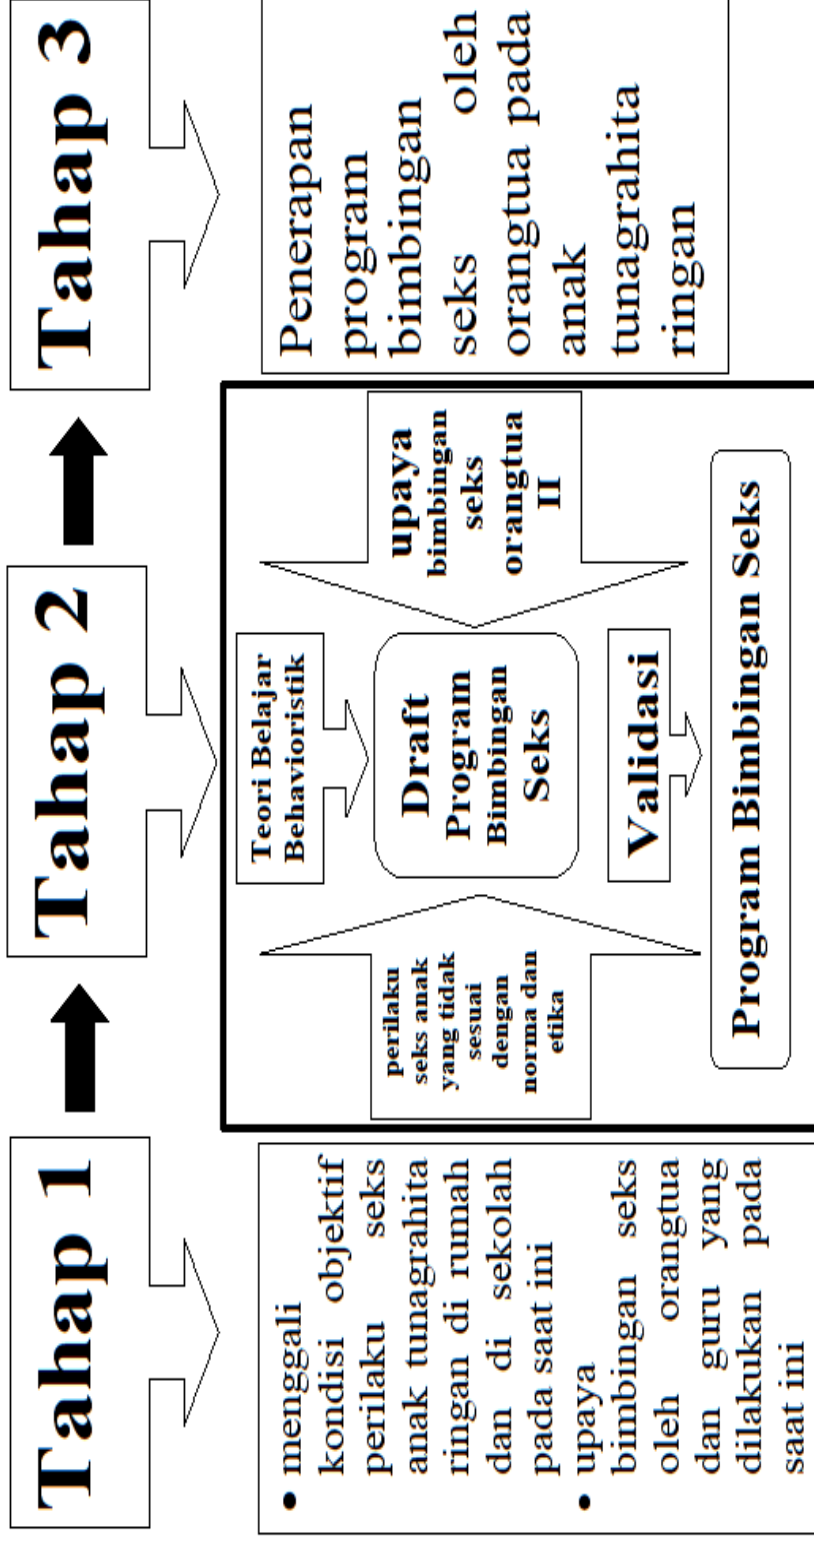 Tahap 1
Tahap 2
Tahap 3
• menggali
kondisi objektif
perilaku seks
anak tunagrahita
ringan di rumah
dan di sekolah
pada saat ini
• upaya
bimbingan seks
oleh orangtua
dan guru yang
dilakukan pada
saat ini
Teori Belajar
Behavioristik
perilaku
seks anak
yang tidak
sesuai
dengan
norma dan
etika
Draft
Program
Bimbingan
Seks
upaya
bimbingan
seks
orangtua
II
Validasi
Program Bimbingan Seks
Penerapan
program
bimbingan
seks oleh
orangtua pada
anak
tunagrahita
ringan